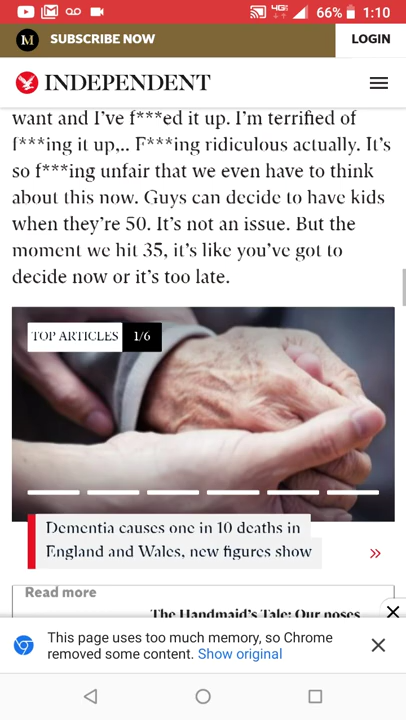 66% 1:10
M SUBSCRIBE NOW LOGIN
INDEPENDENT
want and I've f***ed it up. I'm terrified of
f***ing it up,.. F***ing ridiculous actually. It's
so f***ing unfair that we even have to think
about this now. Guys can decide to have kids
when they're 50. It's not an issue. But the
moment we hit 35, it's like you've got to
decide now or it's too late.
TOP ARTICLES 1/6
Dementia causes one in 10 deaths in
England and Wales, new figures show
Read more
The Handmaid's Tale: Our noses
This page uses too much memory, so Chrome
removed some content. Show original